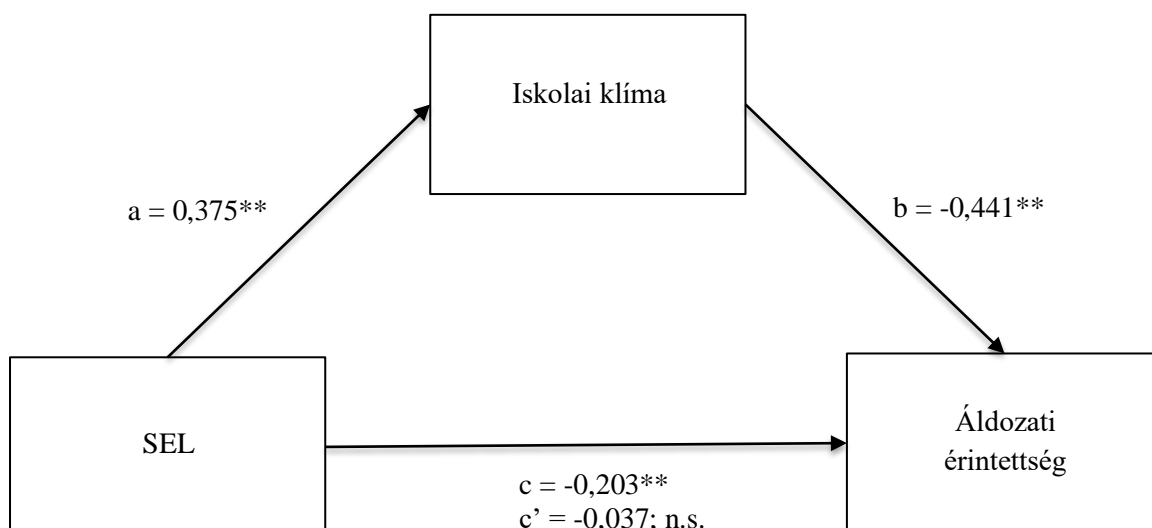 Iskolai klíma
a = 0,375**
b = -0,441**
SEL
Áldozati
érintettség
c = -0,203**
c’ = -0,037; n.s.